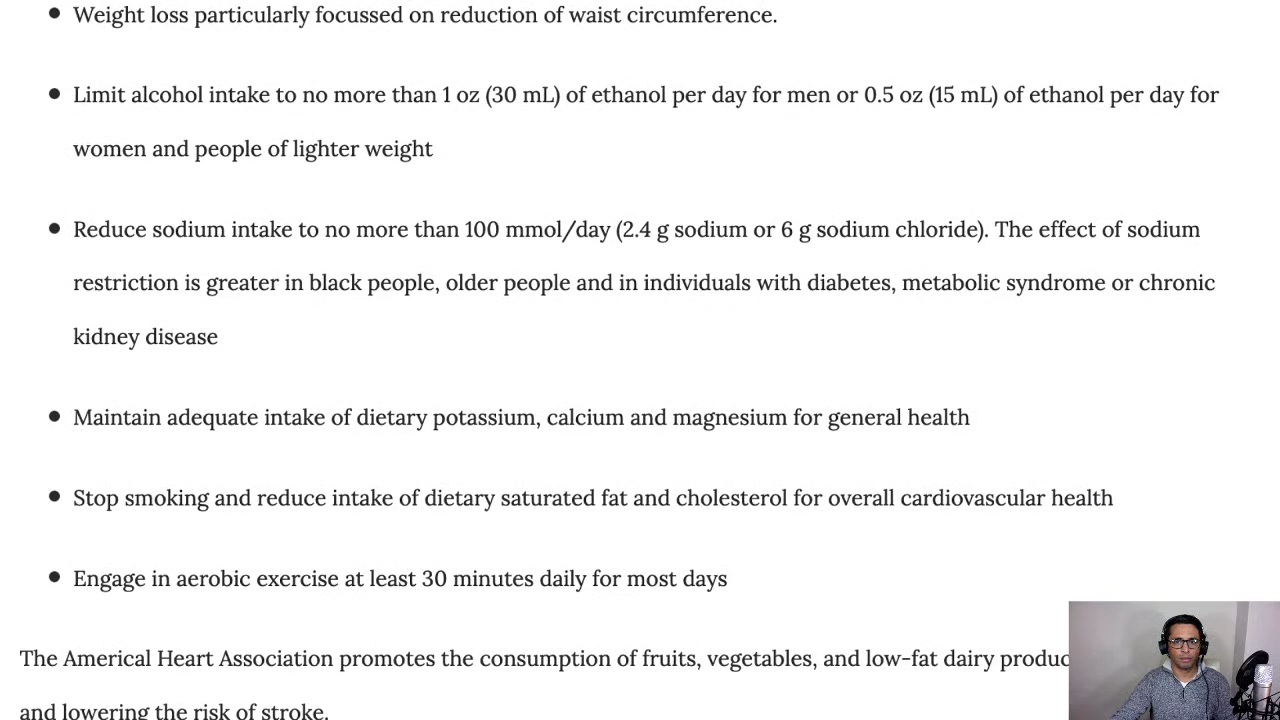 Weight loss particularly focussed on reduction of waist circumference.
Limit alcohol intake to no more than 1 oz (30 mL) of ethanol per day for men or 0.5 oz (15 mL) of ethanol per day for
women and people of lighter weight
Reduce sodium intake to no more than 100 mmol/day (2.4 g sodium or 6 g sodium chloride). The effect of sodium
restriction is greater in black people, older people and in individuals with diabetes, metabolic syndrome or chronic
kidney disease
Maintain adequate intake of dietary potassium, calcium and magnesium for general health
Stop smoking and reduce intake of dietary saturated fat and cholesterol for overall cardiovascular health
Engage in aerobic exercise at least 30 minutes daily for most days
The Americal Heart Association promotes the consumption of fruits, vegetables, and low-fat dairy
and lowering the risk of stroke.